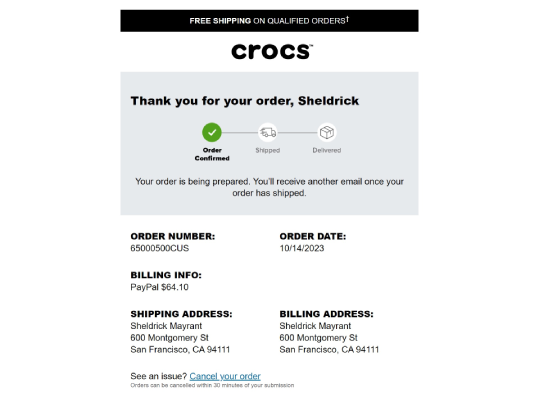 FREE SHIPPING ON QUALIFIED ORDERS†
crocs™
Thank you for your order, Sheldrick
Order Confirmed
Shipped
Delivered
Your order is being prepared. You'll receive another email once your
order has shipped.
ORDER NUMBER:
65000500CUS
ORDER DATE:
10/14/2023
BILLING INFO:
PayPal $64.10
SHIPPING ADDRESS:
Sheldrick Mayrant
600 Montgomery St
San Francisco, CA 94111
BILLING ADDRESS:
Sheldrick Mayrant
600 Montgomery St
San Francisco, CA 94111
See an issue? Cancel your order
Orders can be cancelled within 30 minutes of your submission